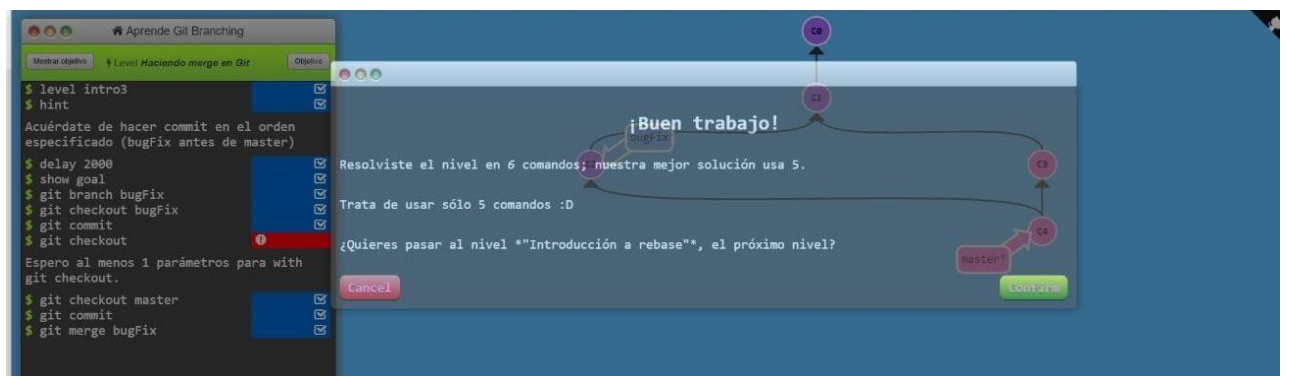 Aprende Git Branching
Mostrar objetivo
Level Haciendo merge en Git
Objetivo
$ level intro3
$ hint
Acuérdate de hacer commit en el orden
especificado (bugFix antes de master)
$ delay 2000
$ show goal
$ git branch bugFix
$ git checkout bugFix
$ git commit
$ git checkout
Espero al menos 1 parámetros para with
git checkout.
$ git checkout master
$ git commit
$ git merge bugFix
C0
C1
¡Buen trabajo!
bugFix
Resolviste el nivel en 6 comandos; nuestra mejor solución usa 5.
C3
Trata de usar sólo 5 comandos :D
C4
¿Quieres pasar al nivel *"Introducción a rebase"*, el próximo nivel?
master*
Cancel
Confirm